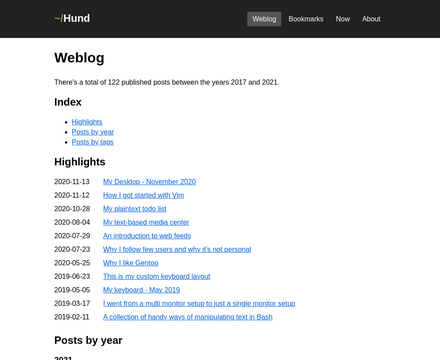 ~/Hund
Weblog Bookmarks Now About
Weblog
There's a total of 122 published posts between the years 2017 and 2021.
Index
Highlights
Posts by year
Posts by tags
Highlights
2020-11-13 My Desktop - November 2020
2020-11-12 How I got started with Vim
2020-10-28 My plaintext todo list
2020-08-04 My text-based media center
2020-07-29 An introduction to web feeds
2020-07-23 Why I follow few users and why it's not personal
2020-05-25 Why I like Gentoo
2019-06-23 This is my custom keyboard layout
2019-05-05 My keyboard - May 2019
2019-03-17 I went from a multi monitor setup to just a single monitor setup
2019-02-11 A collection of handy ways of manipulating text in Bash
Posts by year
2021